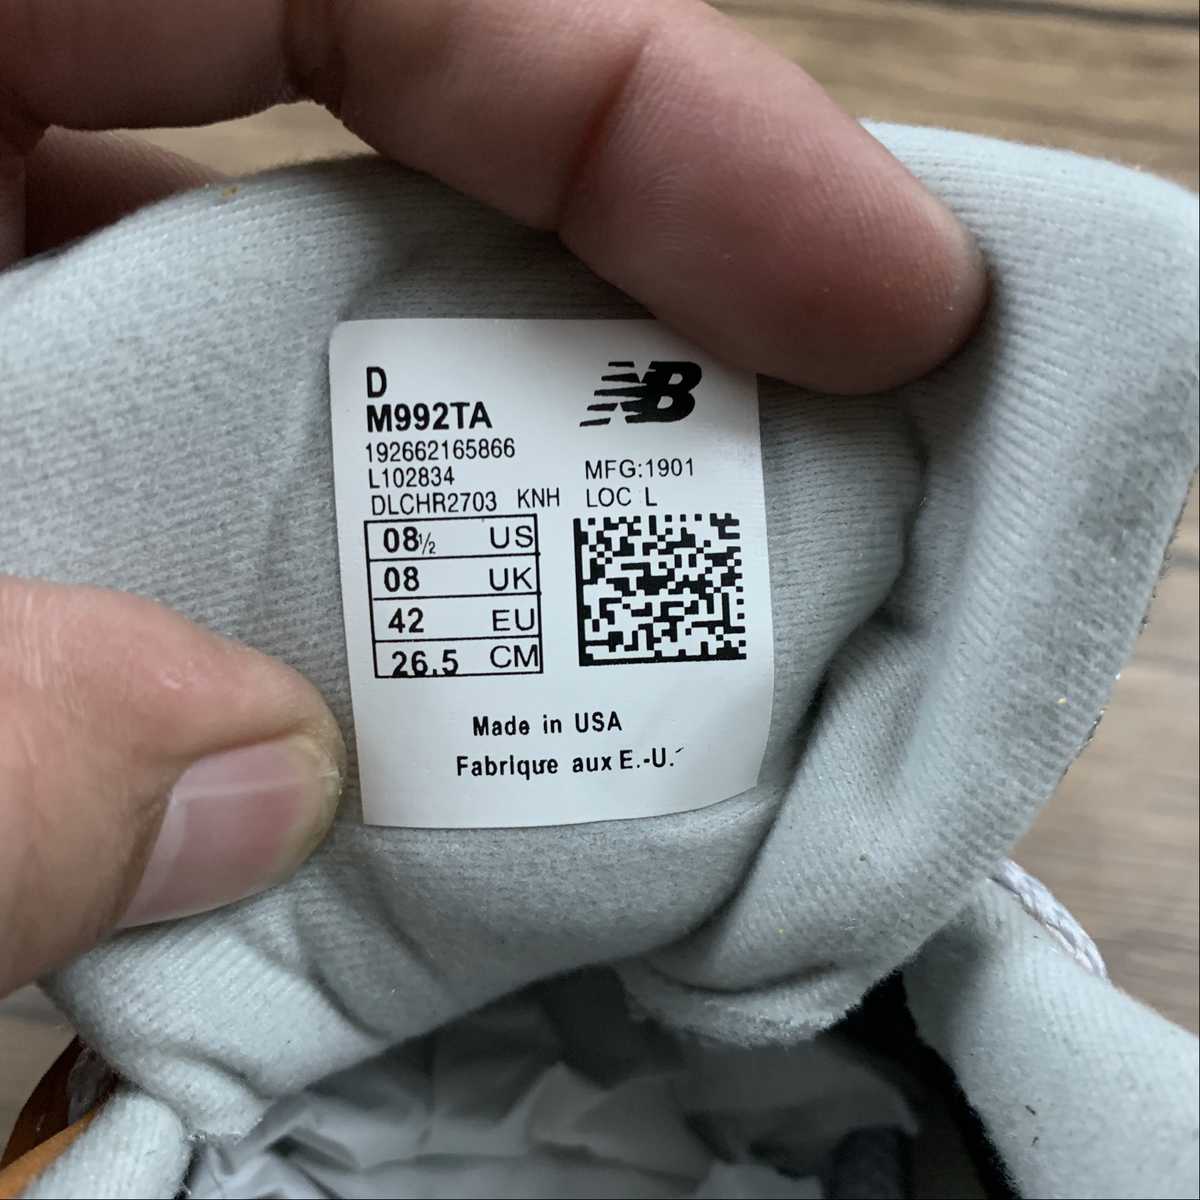 D
NB
M992TA
192662165866
L102834
MFG:1901
DLCHR2703 KNH LOC L
08½ US
08 UK
42 EU
26.5 CM
Made in USA
Fabrique aux E.-U.